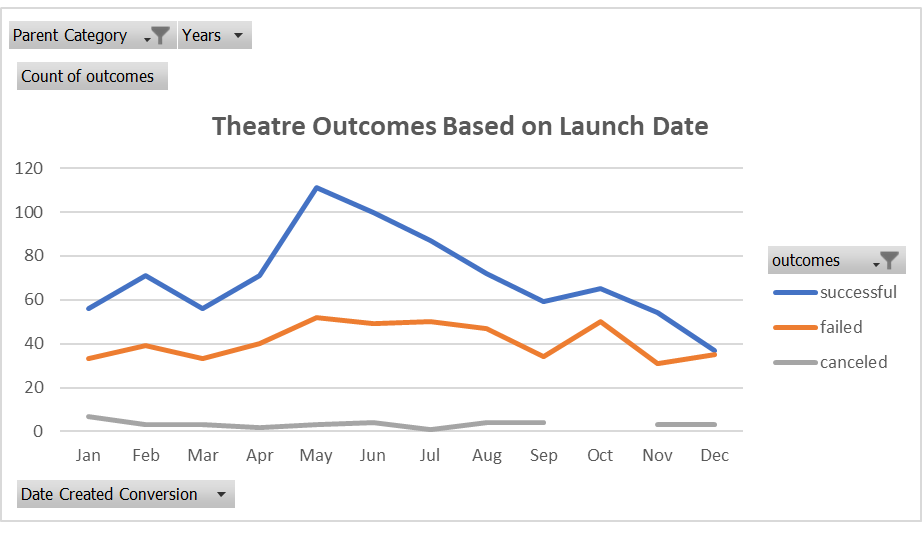 Parent Category Years
Count of outcomes
Theatre Outcomes Based on Launch Date
120
100
80
60
40
20
0
Jan Feb Mar Apr May Jun Jul Aug Sep Oct Nov Dec
outcomes
successful
failed
canceled
Date Created Conversion